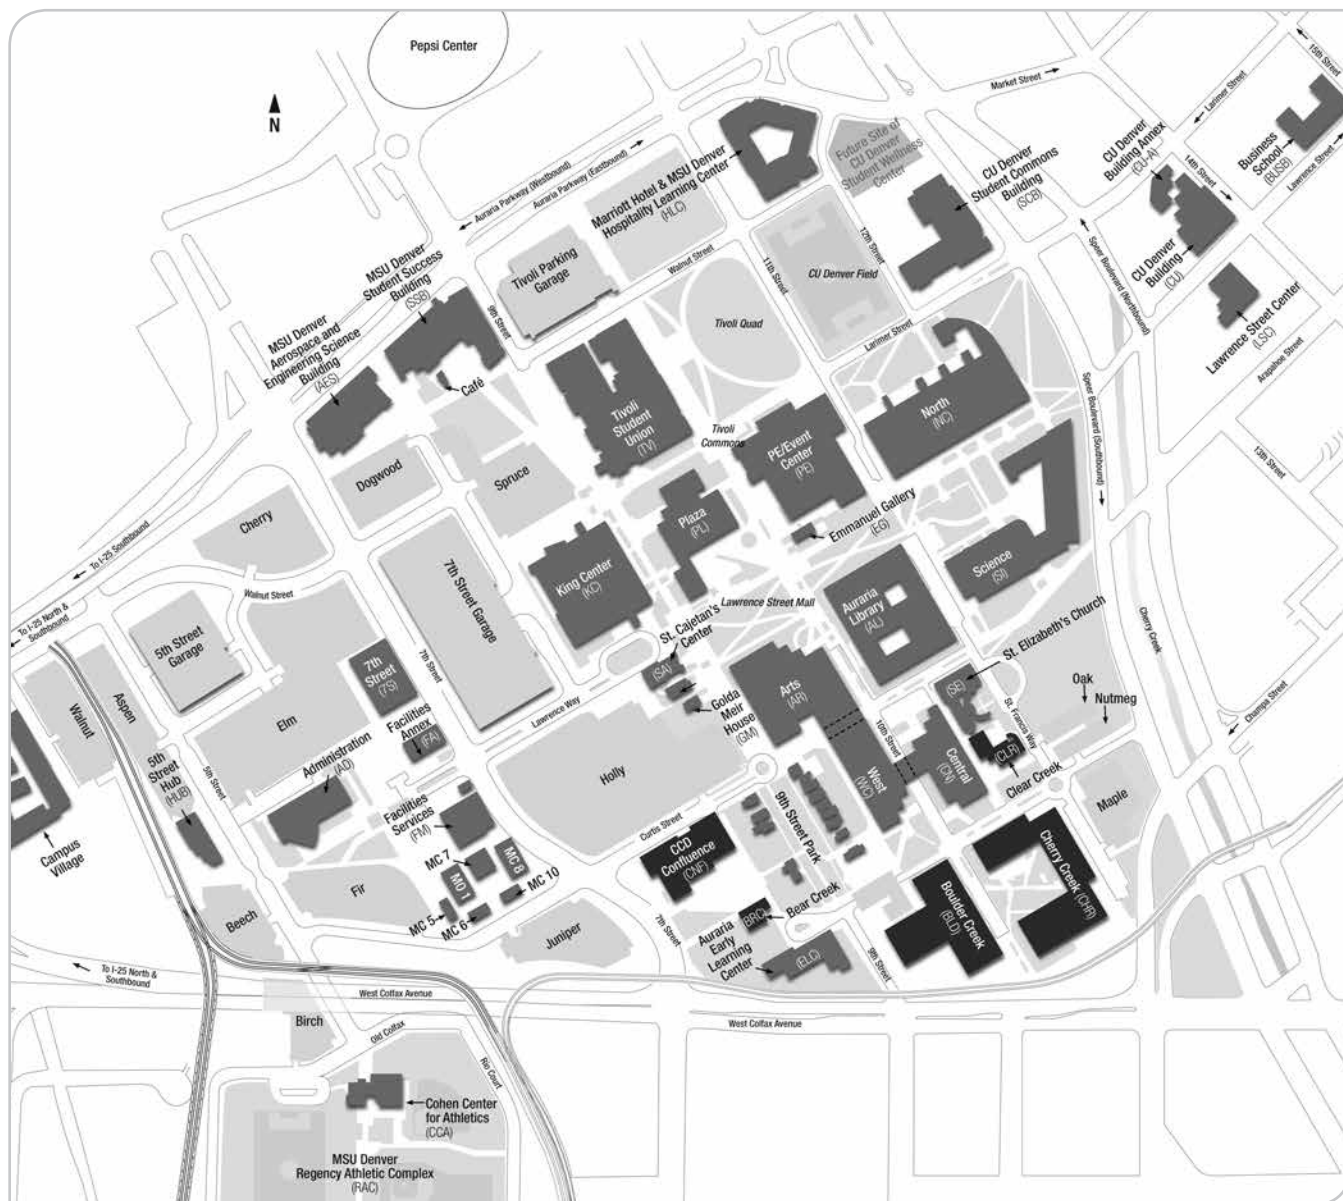 Pepsi Center
N
15th Street
Market Street
Larimer Street
Auraria Parkway (Westbound)
Auraria Parkway (Eastbound)
Marriott Hotel & MSU Denver
Hospitality Learning Center
(HLC)
Future Site of
CU Denver
Student Wellness
Center
CU Denver
Student Commons
Building
(SCB)
CU Denver
Building Annex
(CU-A)
14th Street
Business
School
(BUSB)
Lawrence Street
MSU Denver
Student Success
Building
(SSB)
Tivoli Parking
Garage
Walnut Street
11th Street
12th Street
CU Denver Field
Speer Boulevard (Northbound)
CU Denver
Building
(CU)
Lawrence Street Center
(LSC)
Arapahoe Street
MSU Denver
Aerospace and
Engineering Science
Building
(AES)
9th Street
Café
Tivoli Quad
Larimer Street
Speer Boulevard (Southbound)
Tivoli
Student
Union
(TV)
Tivoli
Commons
North
(NC)
PE/Event
Center
(PE)
13th Street
Dogwood
Spruce
Cherry
Plaza
(PL)
Emmanuel Gallery
(EG)
To I-25 Southbound
Walnut Street
7th Street Garage
King Center
(KC)
Science
(SI)
Lawrence Street Mall
Auraria
Library
(AL)
To I-25 North &
Southbound
5th Street
Garage
St. Cajetan's
Center
(SA)
St. Elizabeth's Church
(SE)
Cherry Creek
Walnut
Aspen
Elm
7th
Street
(7S)
7th Street
Lawrence Way
Golda
Meir
House
(GM)
Arts
(AR)
10th Street
St. Francis Way
Oak
Nutmeg
Champa Street
Facilities
Annex
(FA)
Administration
(AD)
5th
Street
Hub
(HUB)
5th Street
Holly
West
(WC)
Central
(CN)
(CLR)
Clear Creek
Maple
Campus
Village
Facilities
Services
(FM)
Curtis Street
CCD
Confluence
(CNF)
9th Street Park
MC 7
MC 8
MO 1
MC 10
MC 5
MC 6
Fir
Beech
Juniper
7th Street
Bear Creek
BRC
Auraria
Early
Learning
Center
(ELC)
9th Street
Boulder Creek
(BLD)
Cherry Creek (CHR)
To I-25 North &
Southbound
West Colfax Avenue
West Colfax Avenue
Birch
Old Colfax
Rio Court
Cohen Center
for Athletics
(CCA)
MSU Denver
Regency Athletic Complex
(RAC)